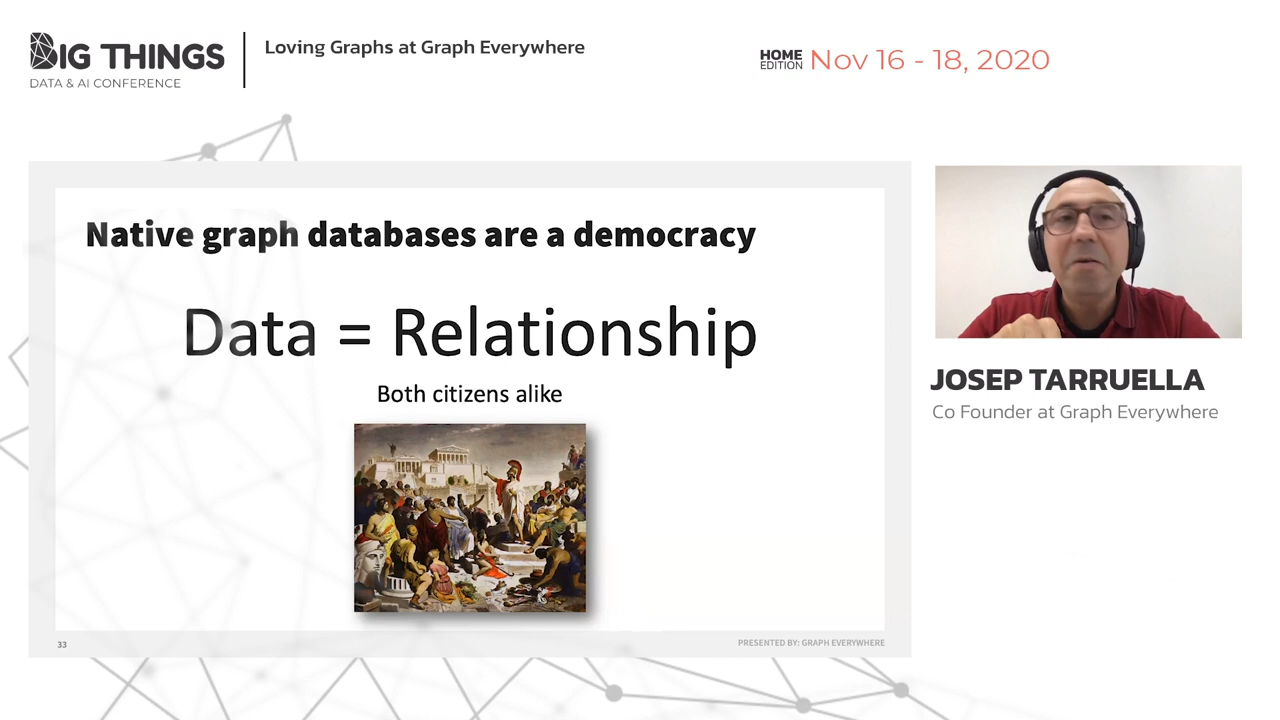 BIG THINGS
DATA & AI CONFERENCE
Loving Graphs at Graph Everywhere
HOME
EDITION
Nov 16 - 18, 2020
Native graph databases are a democracy
Data = Relationship
Both citizens alike
33
PRESENTED BY: GRAPH EVERYWHERE
JOSEP TARRUELLA
Co Founder at Graph Everywhere